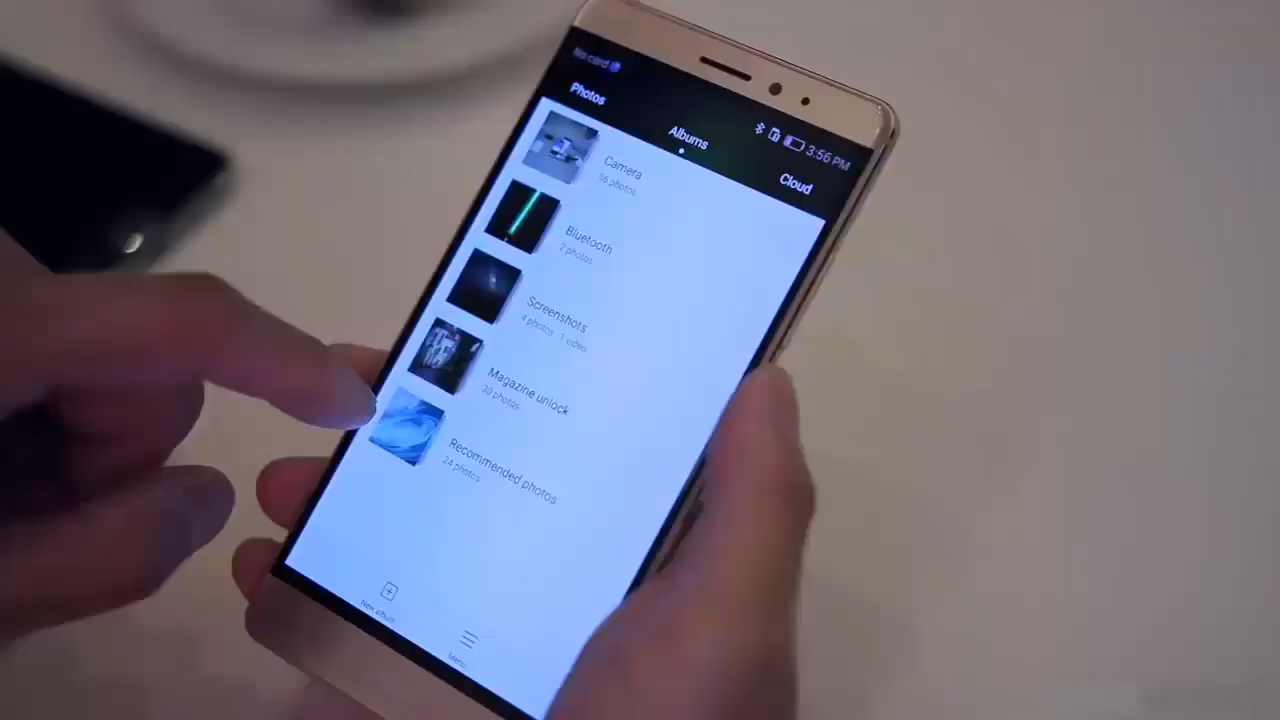 No card
3:56 PM
Photos
Albums
Cloud
Camera
56 photos
Bluetooth
2 photos
Screenshots
4 photos 1 video
Magazine unlock
30 photos
Recommended photos
24 photos
New album
Menu